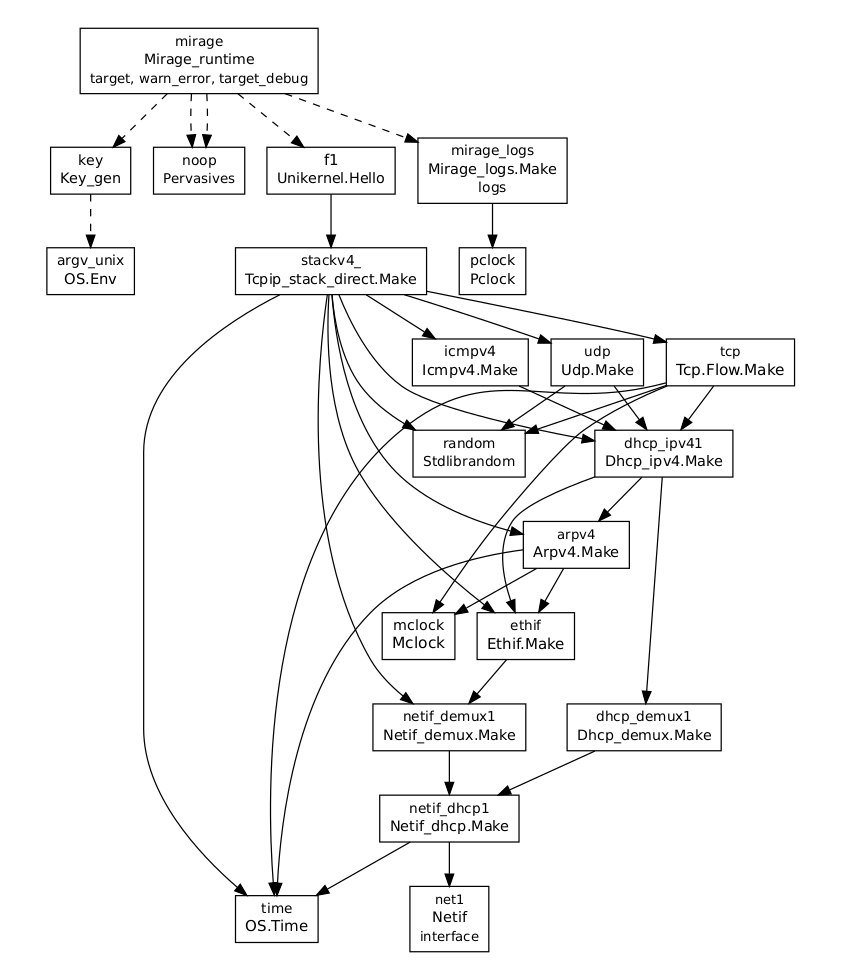 mirage
Mirage_runtime
target, warn_error, target_debug
key
Key_gen
noop
Pervasives
f1
Unikernel.Hello
mirage_logs
Mirage_logs.Make
logs
argv_unix
OS.Env
stackv4_
Tcpip_stack_direct.Make
pclock
Pclock
icmpv4
Icmpv4.Make
udp
Udp.Make
tcp
Tcp.Flow.Make
random
Stdlibrandom
dhcp_ipv41
Dhcp_ipv4.Make
arpv4
Arpv4.Make
mclock
Mclock
ethif
Ethif.Make
netif_demux1
Netif_demux.Make
dhcp_demux1
Dhcp_demux.Make
netif_dhcp1
Netif_dhcp.Make
time
OS.Time
net1
Netif
interface